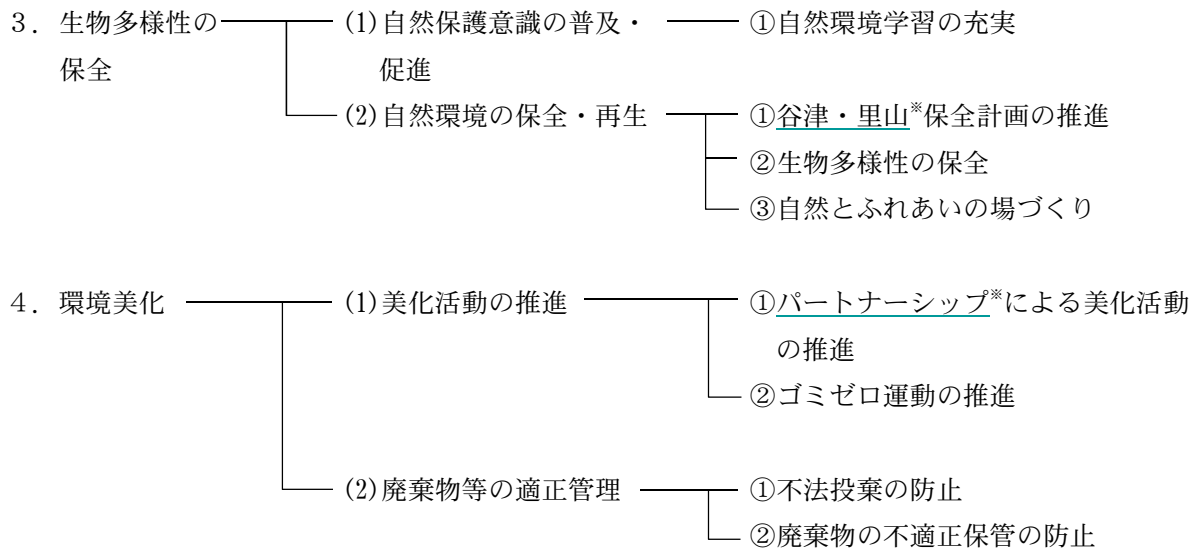 ３．生物多様性の (1)自然保護意識の普及・ ①自然環境学習の充実
保全 促進
(2)自然環境の保全・再生 ①谷津・里山※保全計画の推進
②生物多様性の保全
③自然とふれあいの場づくり
４．環境美化 (1)美化活動の推進 ①パートナーシップ※による美化活動
の推進
②ゴミゼロ運動の推進
(2)廃棄物等の適正管理 ①不法投棄の防止
②廃棄物の不適正保管の防止